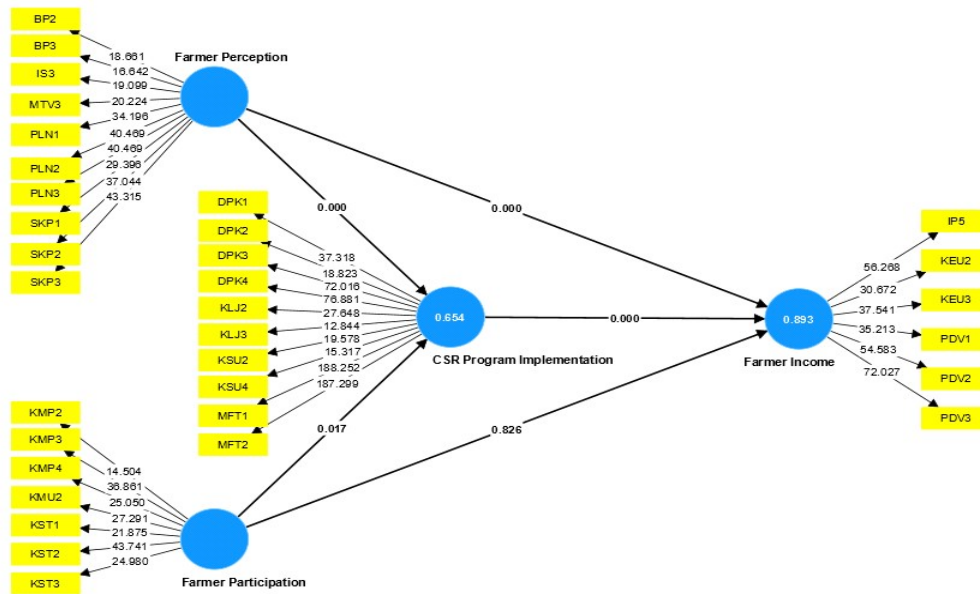 BP2
BP3
IS3
MTV3
PLN1
PLN2
PLN3
SKP1
SKP2
SKP3
18.661
16.642
19.099
20.224
34.196
40.469
40.469
29.396
37.044
43.315
Farmer Perception
0.000
0.000
DPK1
DPK2
DPK3
DPK4
KLJ2
KLJ3
KSU2
KSU4
MFT1
MFT2
37.318
18.823
72.016
76.881
27.648
12.844
19.578
15.317
188.252
187.299
0.654
CSR Program Implementation
0.000
0.893
Farmer Income
56.268
30.672
37.541
35.213
54.583
72.027
IP5
KEU2
KEU3
PDV1
PDV2
PDV3
KMP2
KMP3
KMP4
KMU2
KST1
KST2
KST3
14.504
36.861
25.050
27.291
21.875
43.741
24.980
0.017
0.826
Farmer Participation